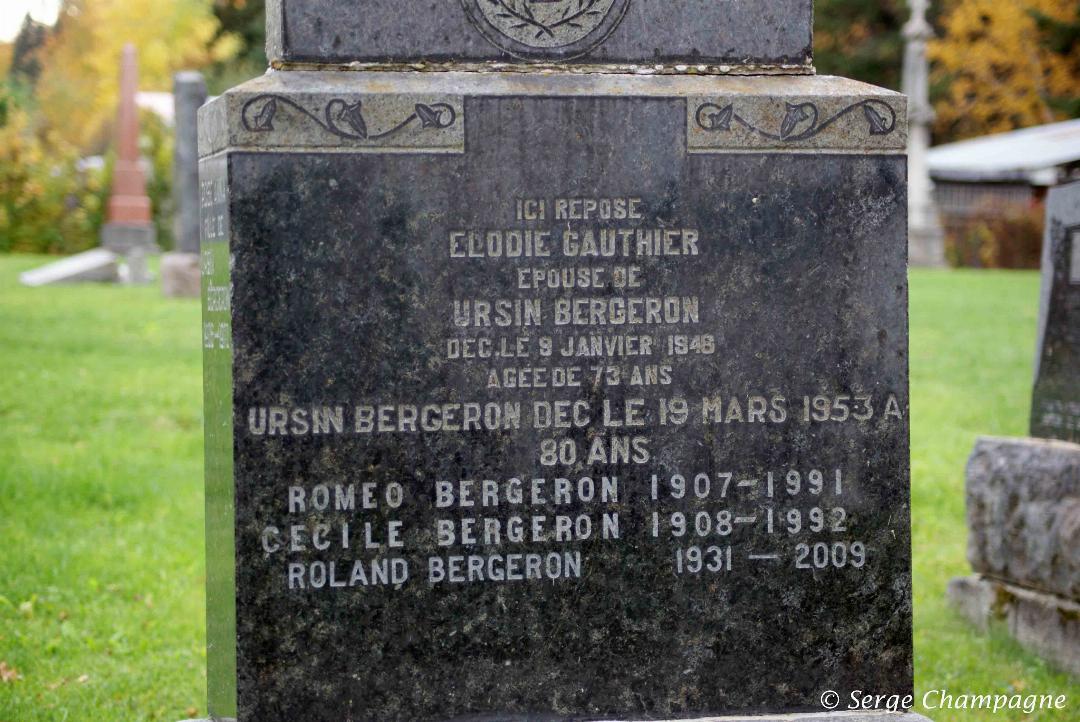 ICI REPOSE
ELODIE GAUTHIER
EPOUSE DE
URSIN BERGERON
DEC. LE 9 JANVIER 1946
AGEE DE 73 ANS
URSIN BERGERON DEC LE 19 MARS 1953 A
80 ANS
ROMEO BERGERON 1907-1991
CECILE BERGERON 1908-1992
ROLAND BERGERON 1931 - 2009
FILLE DE
© Serge Champagne